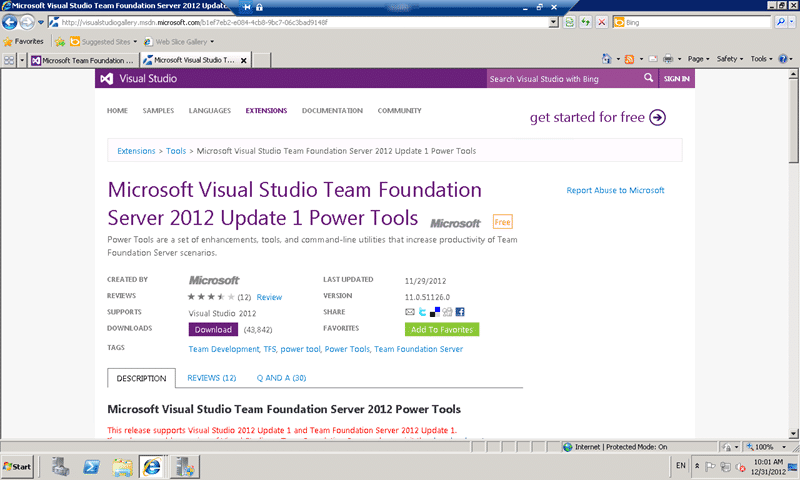 Microsoft Visual Studio Team Foundation Server 2012 Update 1 Power T...
http://visualstudiogallery.msdn.microsoft.com/b1ef7eb2-e084-4cb8-9bc7-06c3bad9148f
Bing
Favorites
Suggested Sites
Web Slice Gallery
Microsoft Team Foundation ...
Microsoft Visual Studio T...
Page
Safety
Tools
Visual Studio
Search Visual Studio with Bing
SIGN IN
HOME
SAMPLES
LANGUAGES
EXTENSIONS
DOCUMENTATION
COMMUNITY
get started for free
Extensions > Tools > Microsoft Visual Studio Team Foundation Server 2012 Update 1 Power Tools
Microsoft Visual Studio Team Foundation
Server 2012 Update 1 Power Tools
Microsoft
Free
Report Abuse to Microsoft
Power Tools are a set of enhancements, tools, and command-line utilities that increase productivity of Team
Foundation Server scenarios.
CREATED BY
Microsoft
LAST UPDATED
11/29/2012
REVIEWS
(12)
Review
VERSION
11.0.51126.0
SUPPORTS
Visual Studio 2012
SHARE
DOWNLOADS
Download
(43,842)
FAVORITES
Add To Favorites
TAGS
Team Development, TFS, power tool, Power Tools, Team Foundation Server
DESCRIPTION
REVIEWS (12)
Q AND A (30)
Microsoft Visual Studio Team Foundation Server 2012 Power Tools
This release supports Visual Studio 2012 Update 1 and Team Foundation Server 2012 Update 1.
Internet | Protected Mode: On
100%
Start
EN
10:01 AM
12/31/2012